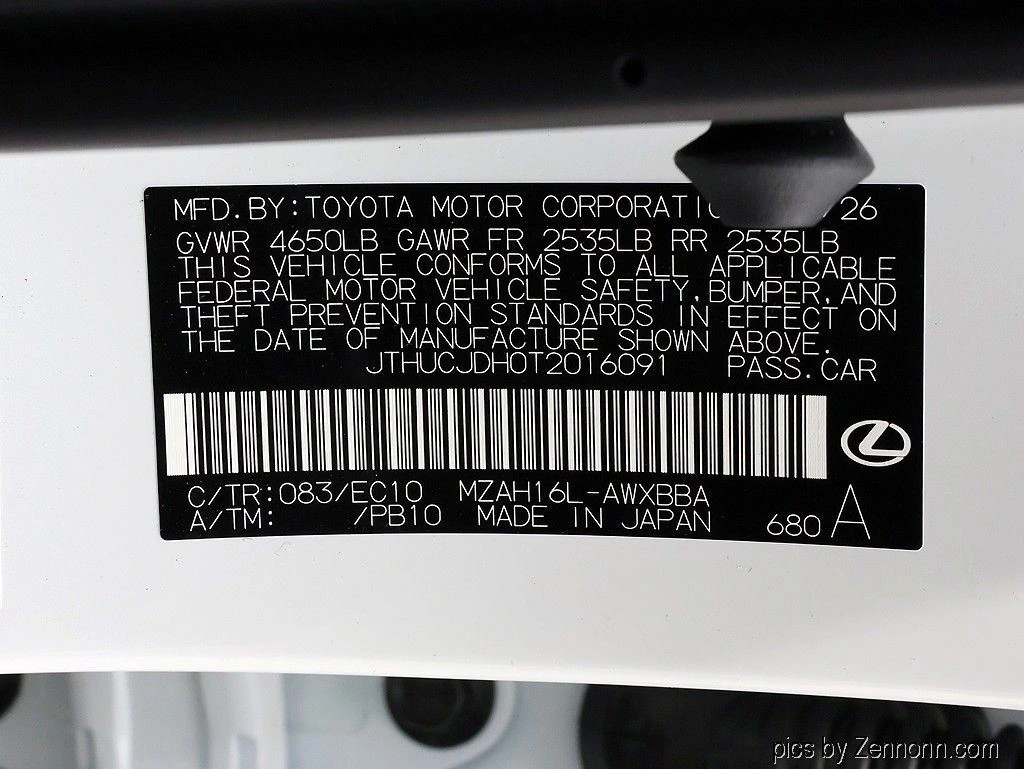 MFD.BY:TOYOTA MOTOR CORPORATIO /26
GVWR 4650LB GAWR FR 2535LB RR 2535LB
THIS VEHICLE CONFORMS TO ALL APPLICABLE
FEDERAL MOTOR VEHICLE SAFETY,BUMPER,AND
THEFT PREVENTION STANDARDS IN EFFECT ON
THE DATE OF MANUFACTURE SHOWN ABOVE.
JTHUCJDH0T2016091 PASS.CAR
C/TR:083/EC10 MZAH16L-AWXBBA
A/TM: /PB10 MADE IN JAPAN 680 A
pics by Zennonn.com